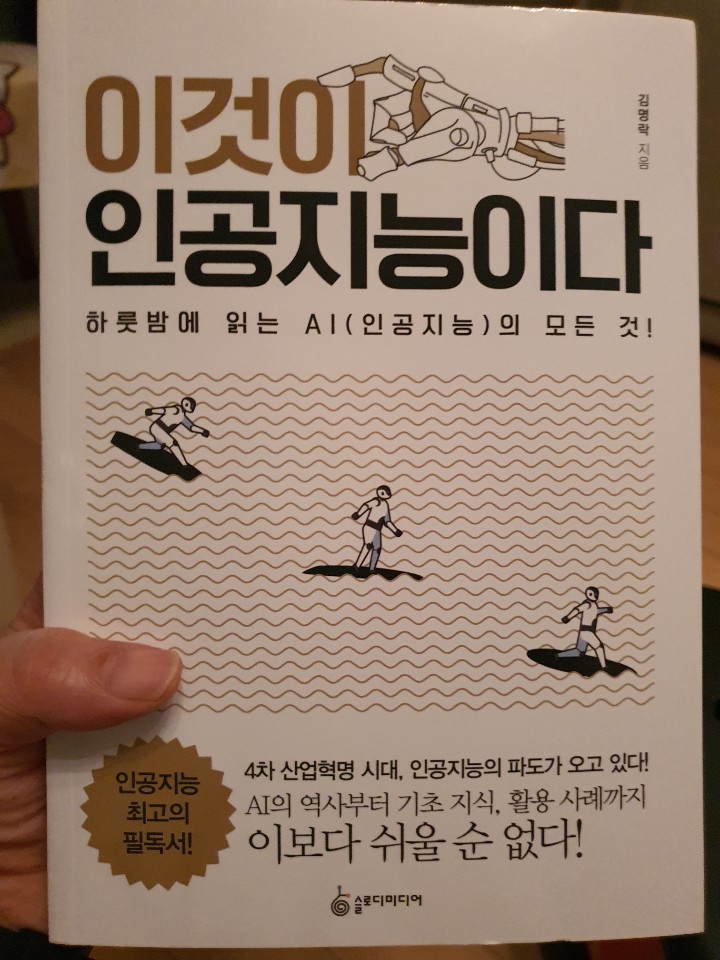 이것이
김명락 지음
인공지능이다
하룻밤에 읽는 AI(인공지능)의 모든 것!
인공지능
최고의
필독서!
4차 산업혁명 시대, 인공지능의 파도가 오고 있다!
AI의 역사부터 기초 지식, 활용 사례까지
이보다 쉬울 순 없다!
슬로디미디어